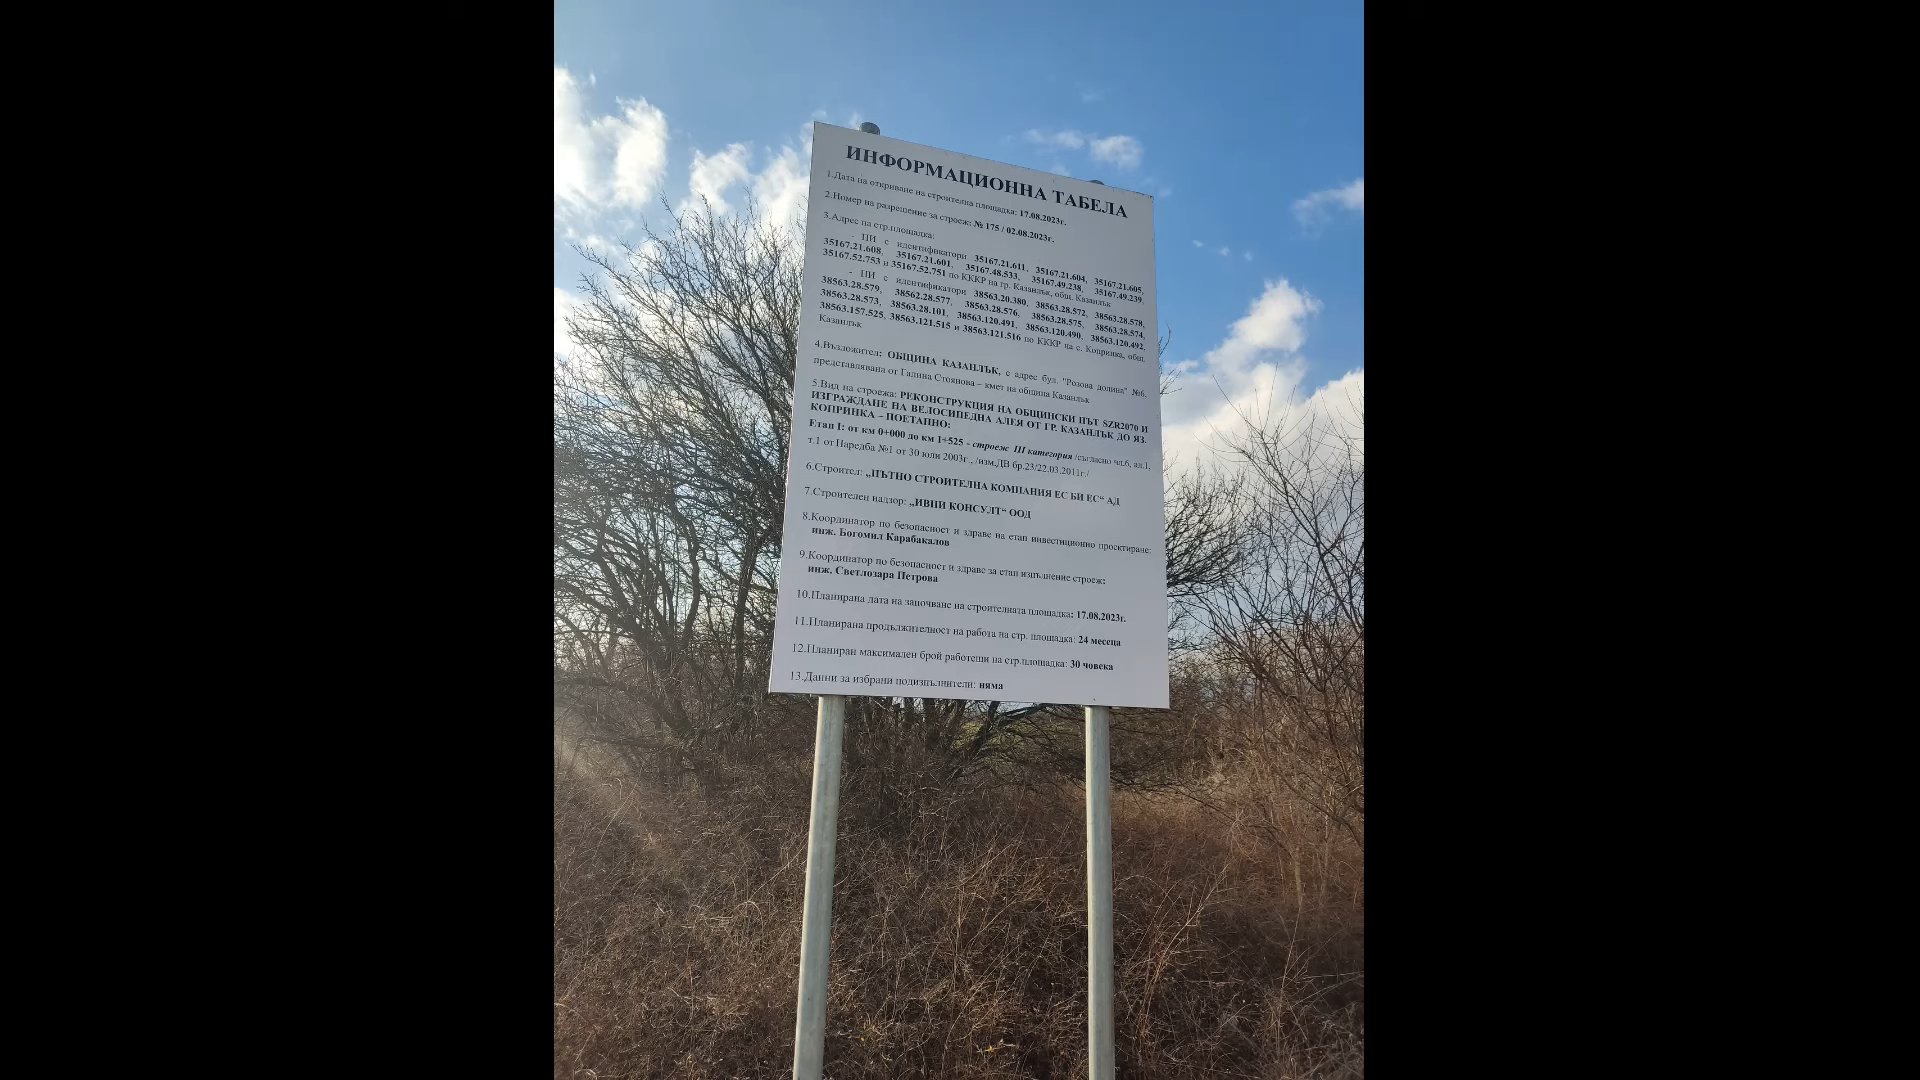 ИНФОРМАЦИОННА ТАБЕЛА
1.Дата на откриване на строителна площадка: 17.08.2023г.
2.Номер на разрешение за строеж: № 175 / 02.08.2023г.
3.Адрес на стр.площадка:
- ПИ с идентификатори 35167.21.611, 35167.21.604, 35167.21.605,
35167.21.608, 35167.21.601, 35167.48.533, 35167.49.238, 35167.49.239,
35167.52.753 и 35167.52.751 по КККР на гр. Казанлък, общ. Казанлък
- ПИ с идентификатори 38563.20.380, 38563.28.572, 38563.28.578,
38563.28.579, 38562.28.577, 38563.28.576, 38563.28.575, 38563.28.574,
38563.28.573, 38563.28.101, 38563.120.491, 38563.120.490, 38563.120.492,
38563.157.525, 38563.121.515 и 38563.121.516 по КККР на с. Копринка, общ.
Казанлък
4.Възложител: ОБЩИНА КАЗАНЛЪК, с адрес бул. "Розова долина" №6,
представлявана от Галина Стоянова – кмет на община Казанлък
5.Вид на строежа: РЕКОНСТРУКЦИЯ НА ОБЩИНСКИ ПЪТ SZR2070 И
ИЗГРАЖДАНЕ НА ВЕЛОСИПЕДНА АЛЕЯ ОТ ГР. КАЗАНЛЪК ДО ЯЗ.
КОПРИНКА – ПОЕТАПНО:
Етап I: от км 0+000 до км 1+525 - строеж III категория /съгласно чл.6, ал.1,
т.1 от Наредба №1 от 30 юли 2003г., /изм.ДВ бр.23/22.03.2011г./
6.Строител: „ПЪТНО СТРОИТЕЛНА КОМПАНИЯ ЕС БИ ЕС“ АД
7.Строителен надзор: „ИВПИ КОНСУЛТ“ ООД
8.Координатор по безопасност и здраве на етап инвестиционно проектиране:
инж. Богомил Карабакалов
9.Координатор по безопасност и здраве за етап изпълнение строеж:
инж. Светлозара Петрова
10.Планирана дата на започване на строителната площадка: 17.08.2023г.
11.Планирана продължителност на работа на стр. площадка: 24 месеца
12.Планиран максимален брой работещи на стр.площадка: 30 човека
13.Данни за избрани подизпълнители: няма